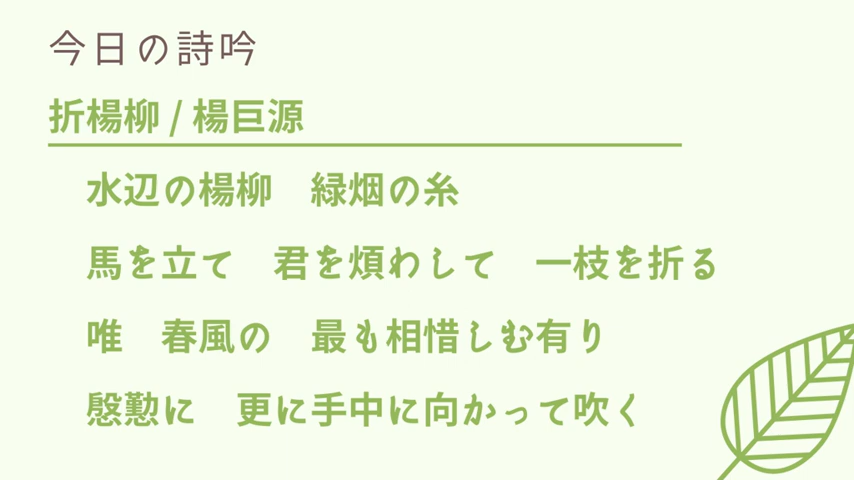 今日の詩吟
折楊柳 / 楊巨源
水辺の楊柳　緑烟の糸
馬を立て　君を煩わして　一枝を折る
唯　春風の　最も相惜しむ有り
慇懃に　更に手中に向かって吹く